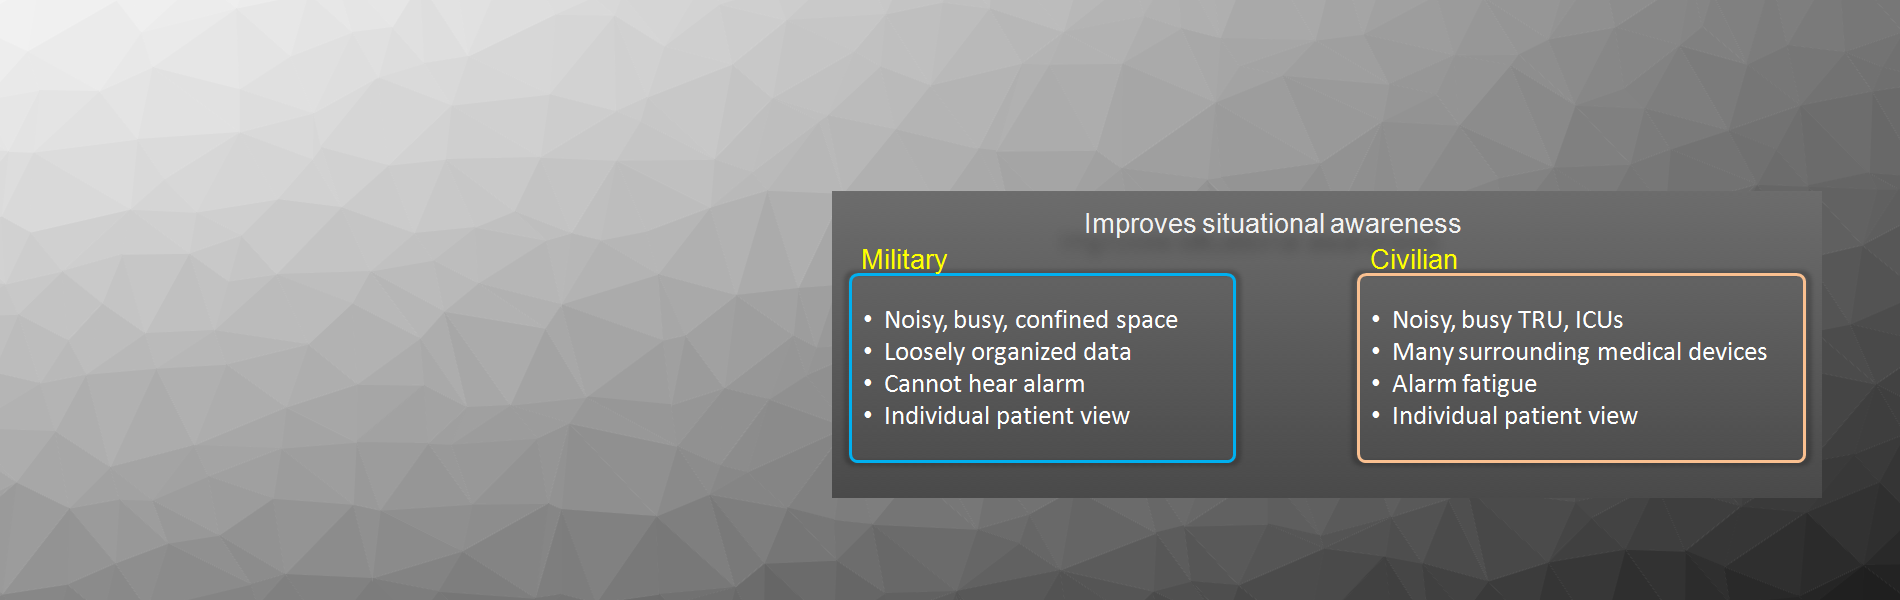 Improves situational awareness
Military
• Noisy, busy, confined space
• Loosely organized data
• Cannot hear alarm
• Individual patient view
Civilian
• Noisy, busy TRU, ICUs
• Many surrounding medical devices
• Alarm fatigue
• Individual patient view